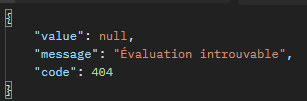 {
"value": null,
"message": "Évaluation introuvable",
"code": 404
}